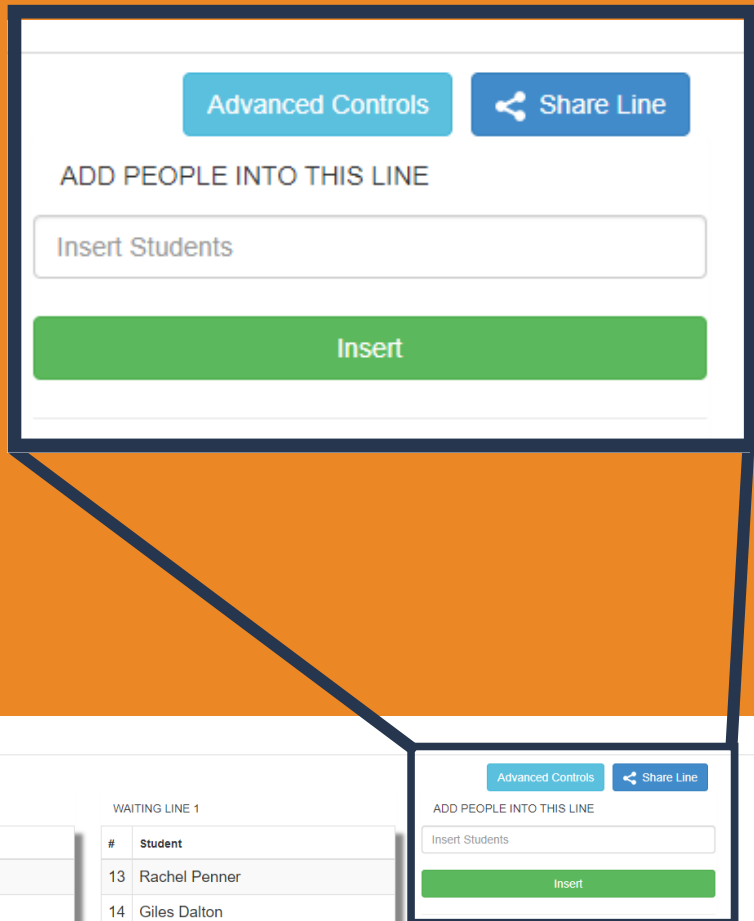 Advanced Controls Share Line
ADD PEOPLE INTO THIS LINE
Insert Students
Insert
WAITING LINE 1
# Student
13 Rachel Penner
14 Giles Dalton
Advanced Controls Share Line
ADD PEOPLE INTO THIS LINE
Insert Students
Insert